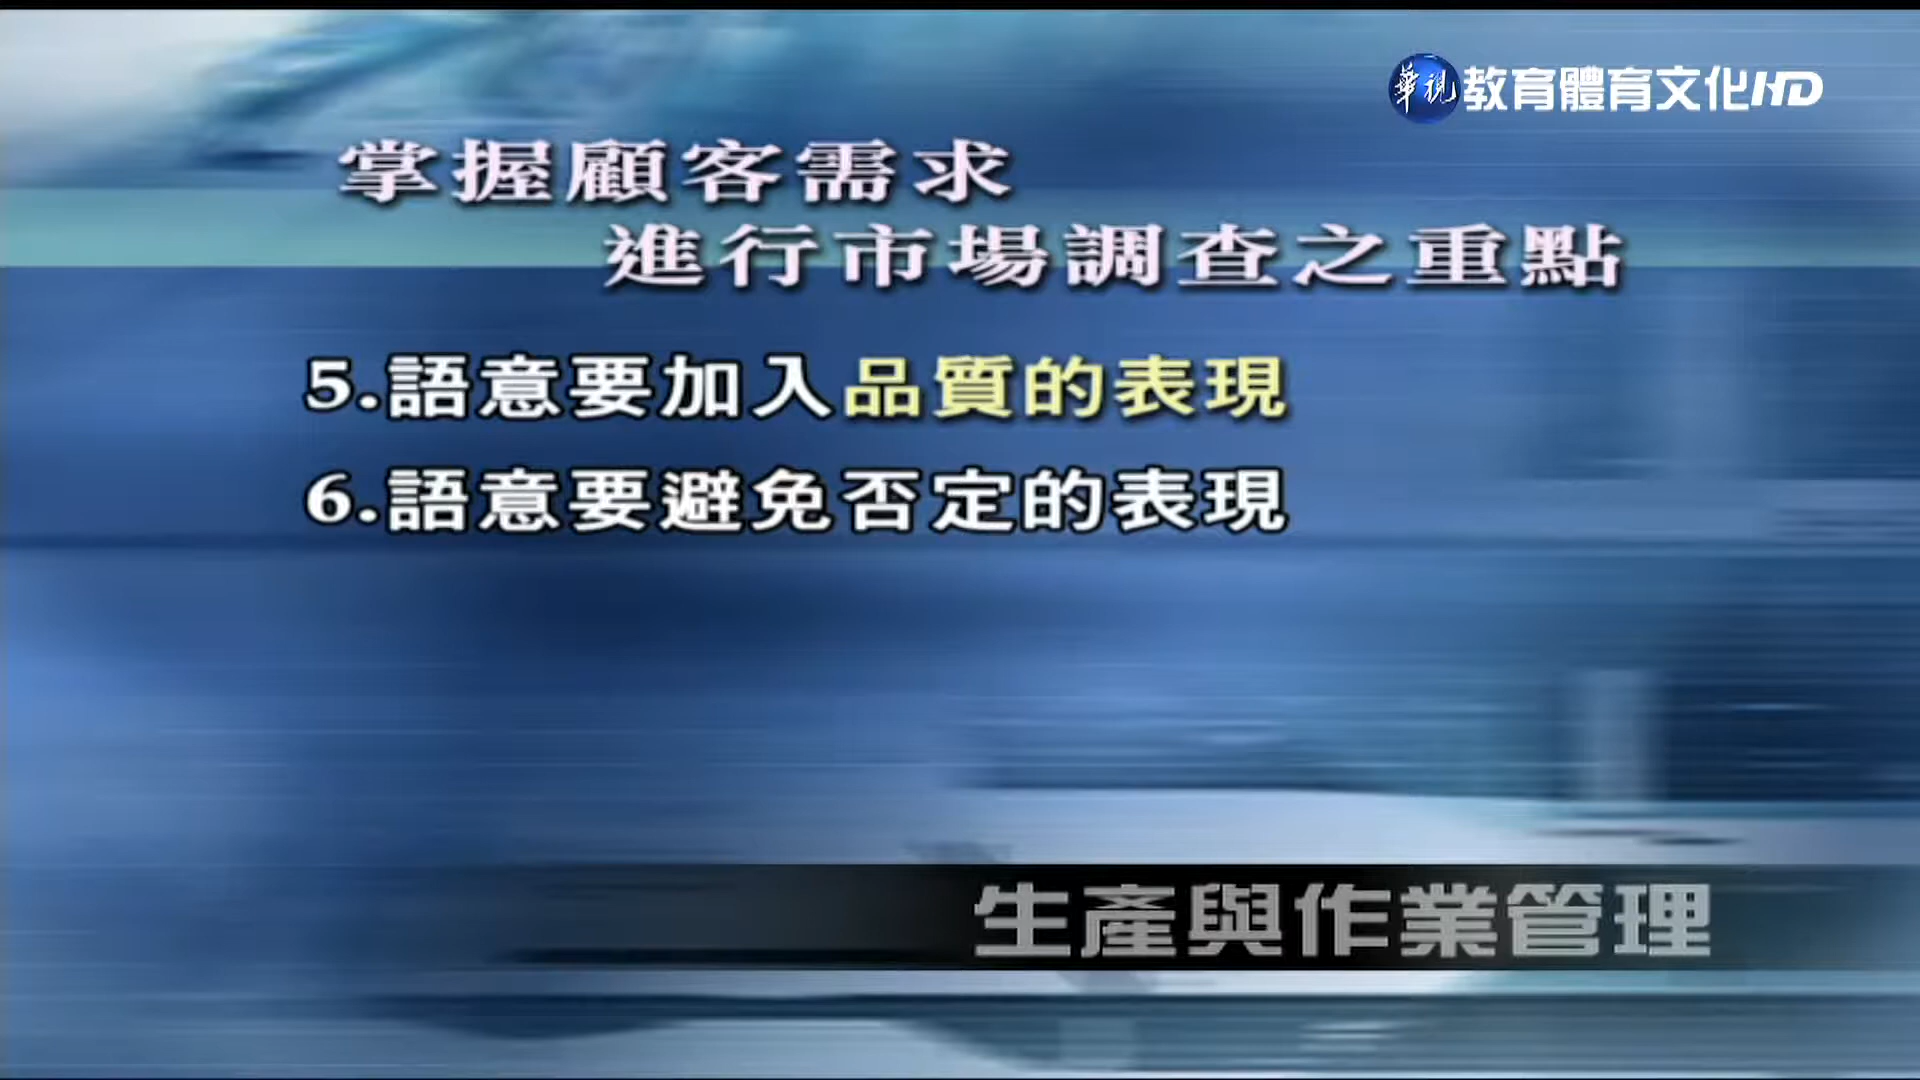 華視 教育體育文化HD
掌握顧客需求
進行市場調查之重點
5.語意要加入品質的表現
6.語意要避免否定的表現
生產與作業管理